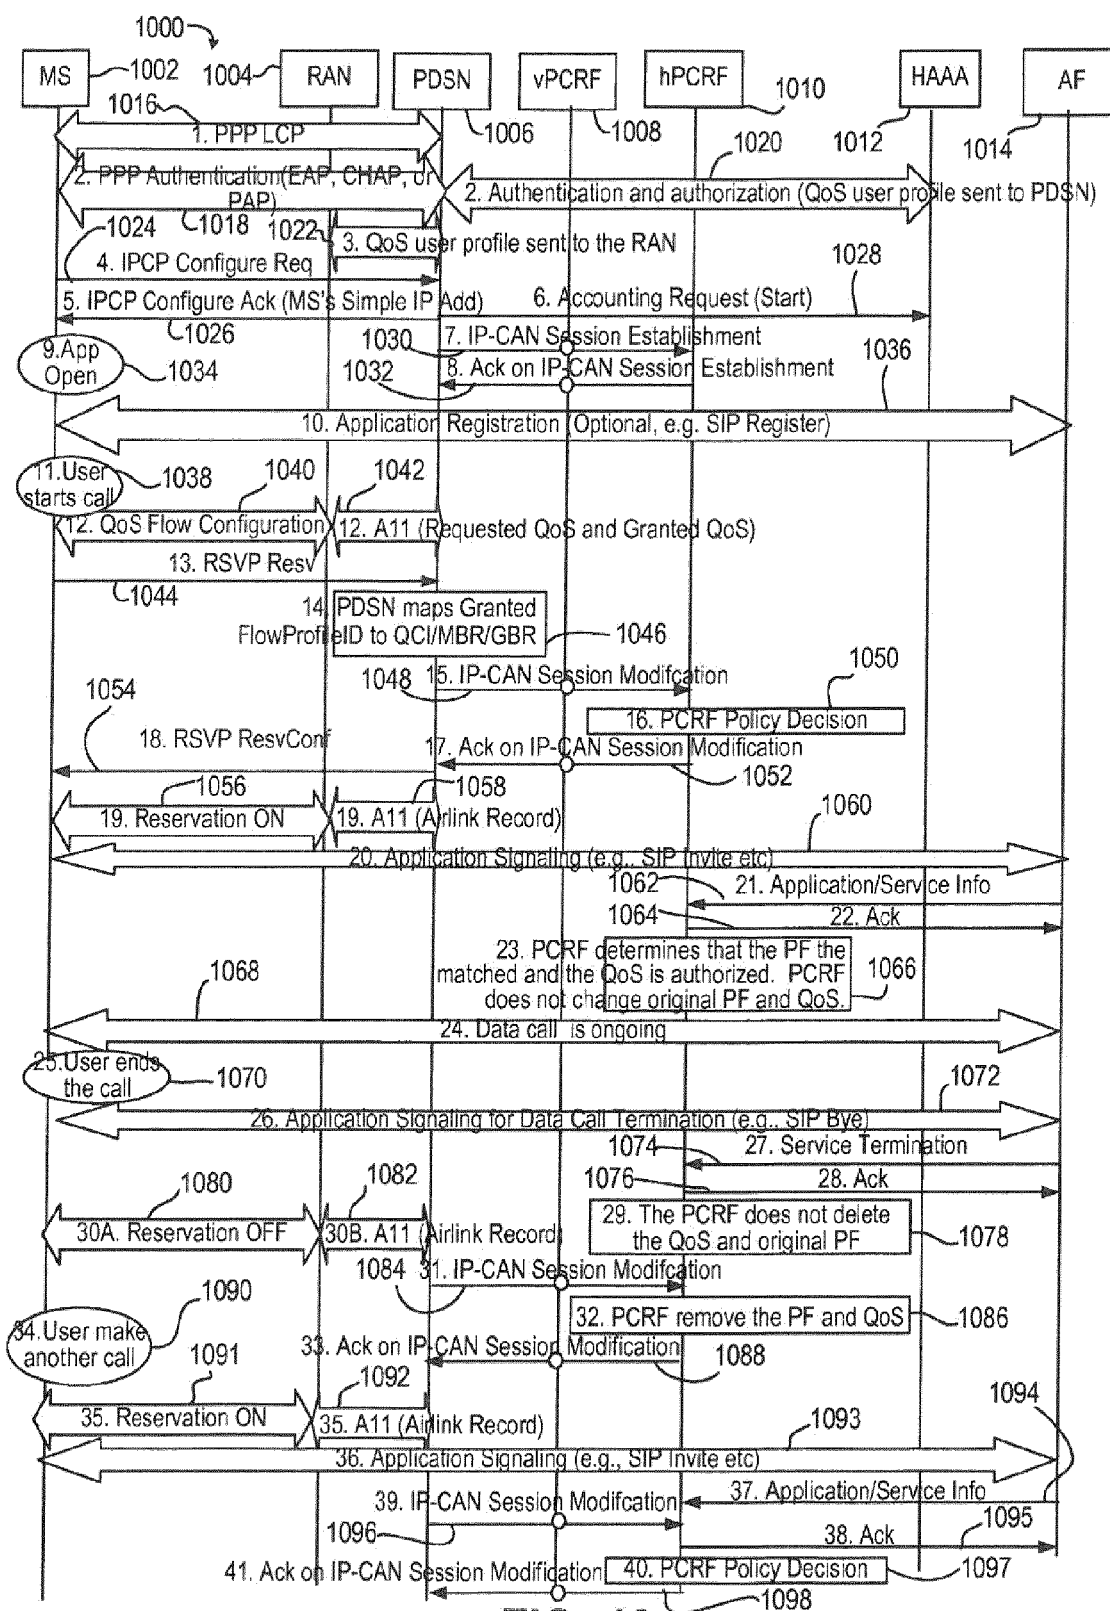 1000
MS
1002
1004
RAN
PDSN
vPCRF
hPCRF
HAAA
AF
1016
1006
1008
1010
1012
1014
1. PPP LCP
1020
2. PPP Authentication(EAP, CHAP, or
PAP)
2. Authentication and authorization (QoS user profile sent to PDSN)
1024
1018
1022
3. QoS user profile sent to the RAN
4. IPCP Configure Req
1028
5. IPCP Configure Ack (MS's Simple IP Add)
6. Accounting Request (Start)
1026
7. IP-CAN Session Establishment
1030
9.App
Open
1034
1032
8. Ack on IP-CAN Session Establishment
1036
10. Application Registration (Optional, e.g. SIP Register)
11.User
starts call
1038
1040
1042
12. QoS Flow Configuration
12. A11 (Requested QoS and Granted QoS)
13. RSVP Resv
1044
14. PDSN maps Granted
FlowProfileID to QCI/MBR/GBR
1046
15. IP-CAN Session Modifcation
1048
1050
1054
16. PCRF Policy Decision
18. RSVP ResvConf
17. Ack on IP-CAN Session Modification
1052
1056
1058
19. Reservation ON
19. A11 (Airlink Record)
1060
20. Application Signaling (e.g., SIP Invite etc)
1062
21. Application/Service Info
1064
22. Ack
23. PCRF determines that the PF the
matched and the QoS is authorized. PCRF
does not change original PF and QoS.
1066
1068
24. Data call is ongoing
25.User ends
the call
1070
1072
26. Application Signaling for Data Call Termination (e.g., SIP Bye)
1074
27. Service Termination
1076
28. Ack
1080
1082
29. The PCRF does not delete
the QoS and original PF
1078
30A. Reservation OFF
30B. A11 (Airlink Record)
1084
31. IP-CAN Session Modifcation
1090
32. PCRF remove the PF and QoS
1086
34.User make
another call
33. Ack on IP-CAN Session Modification
1088
1091
1092
1094
35. Reservation ON
35. A11 (Airlink Record)
1093
36. Application Signaling (e.g., SIP Invite etc)
37. Application/Service Info
39. IP-CAN Session Modifcation
1096
38. Ack
1095
41. Ack on IP-CAN Session Modification
40. PCRF Policy Decision
1097
1098